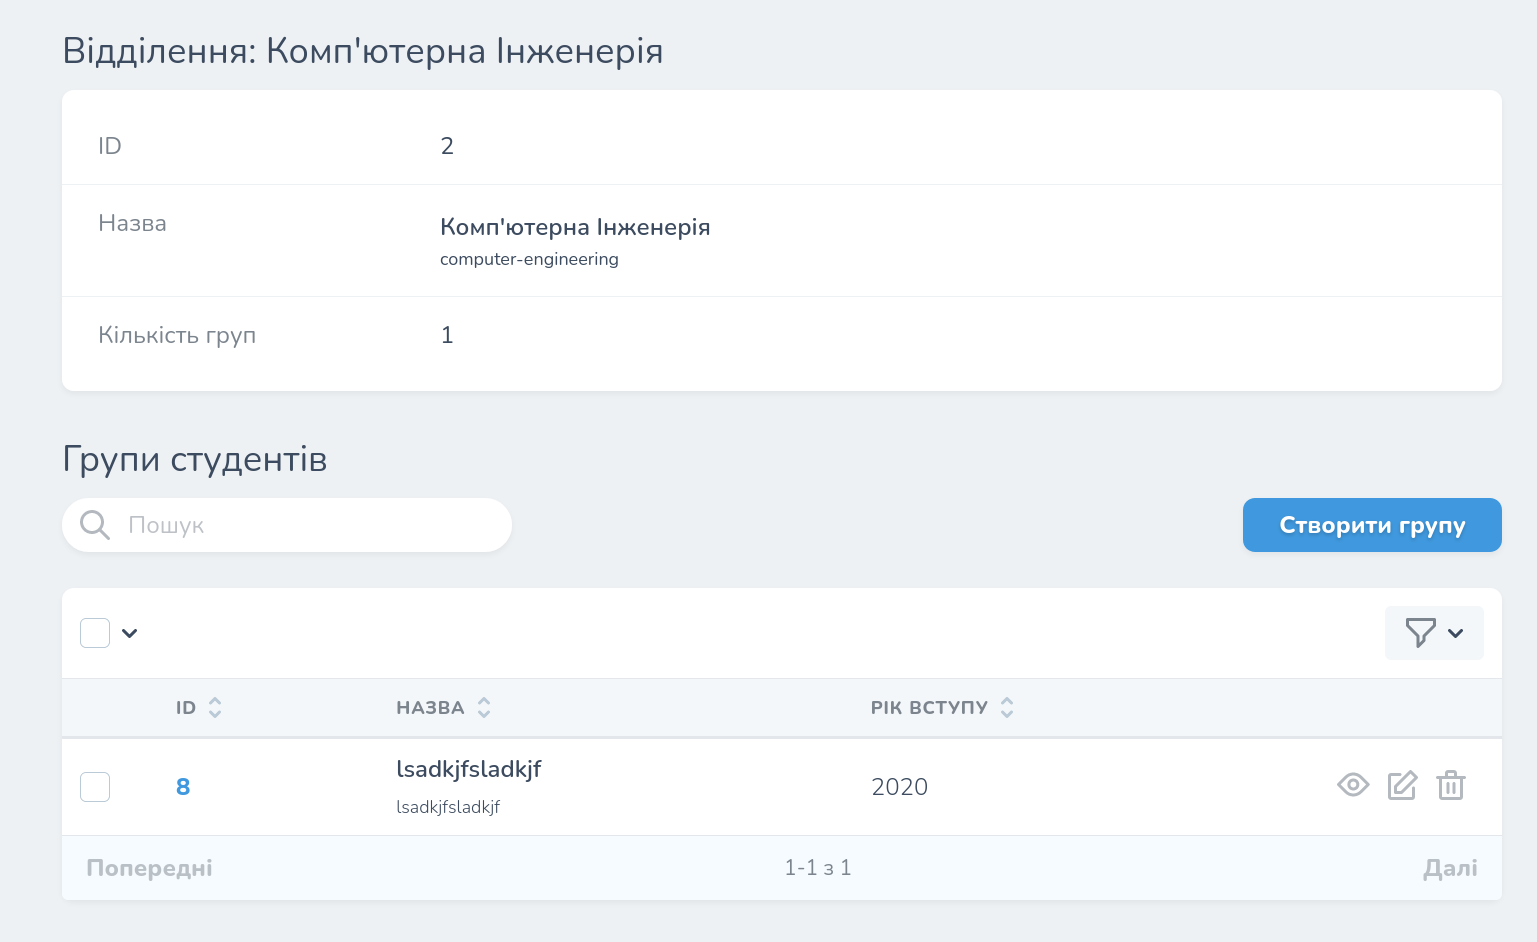 Відділення: Комп'ютерна Інженерія
ID 2
Назва Комп'ютерна Інженерія
computer-engineering
Кількість груп 1
Групи студентів
Пошук Створити групу
ID НАЗВА РІК ВСТУПУ
8 lsadkjfsladkjf 2020
lsadkjfsladkjf
Попередні 1-1 з 1 Далі